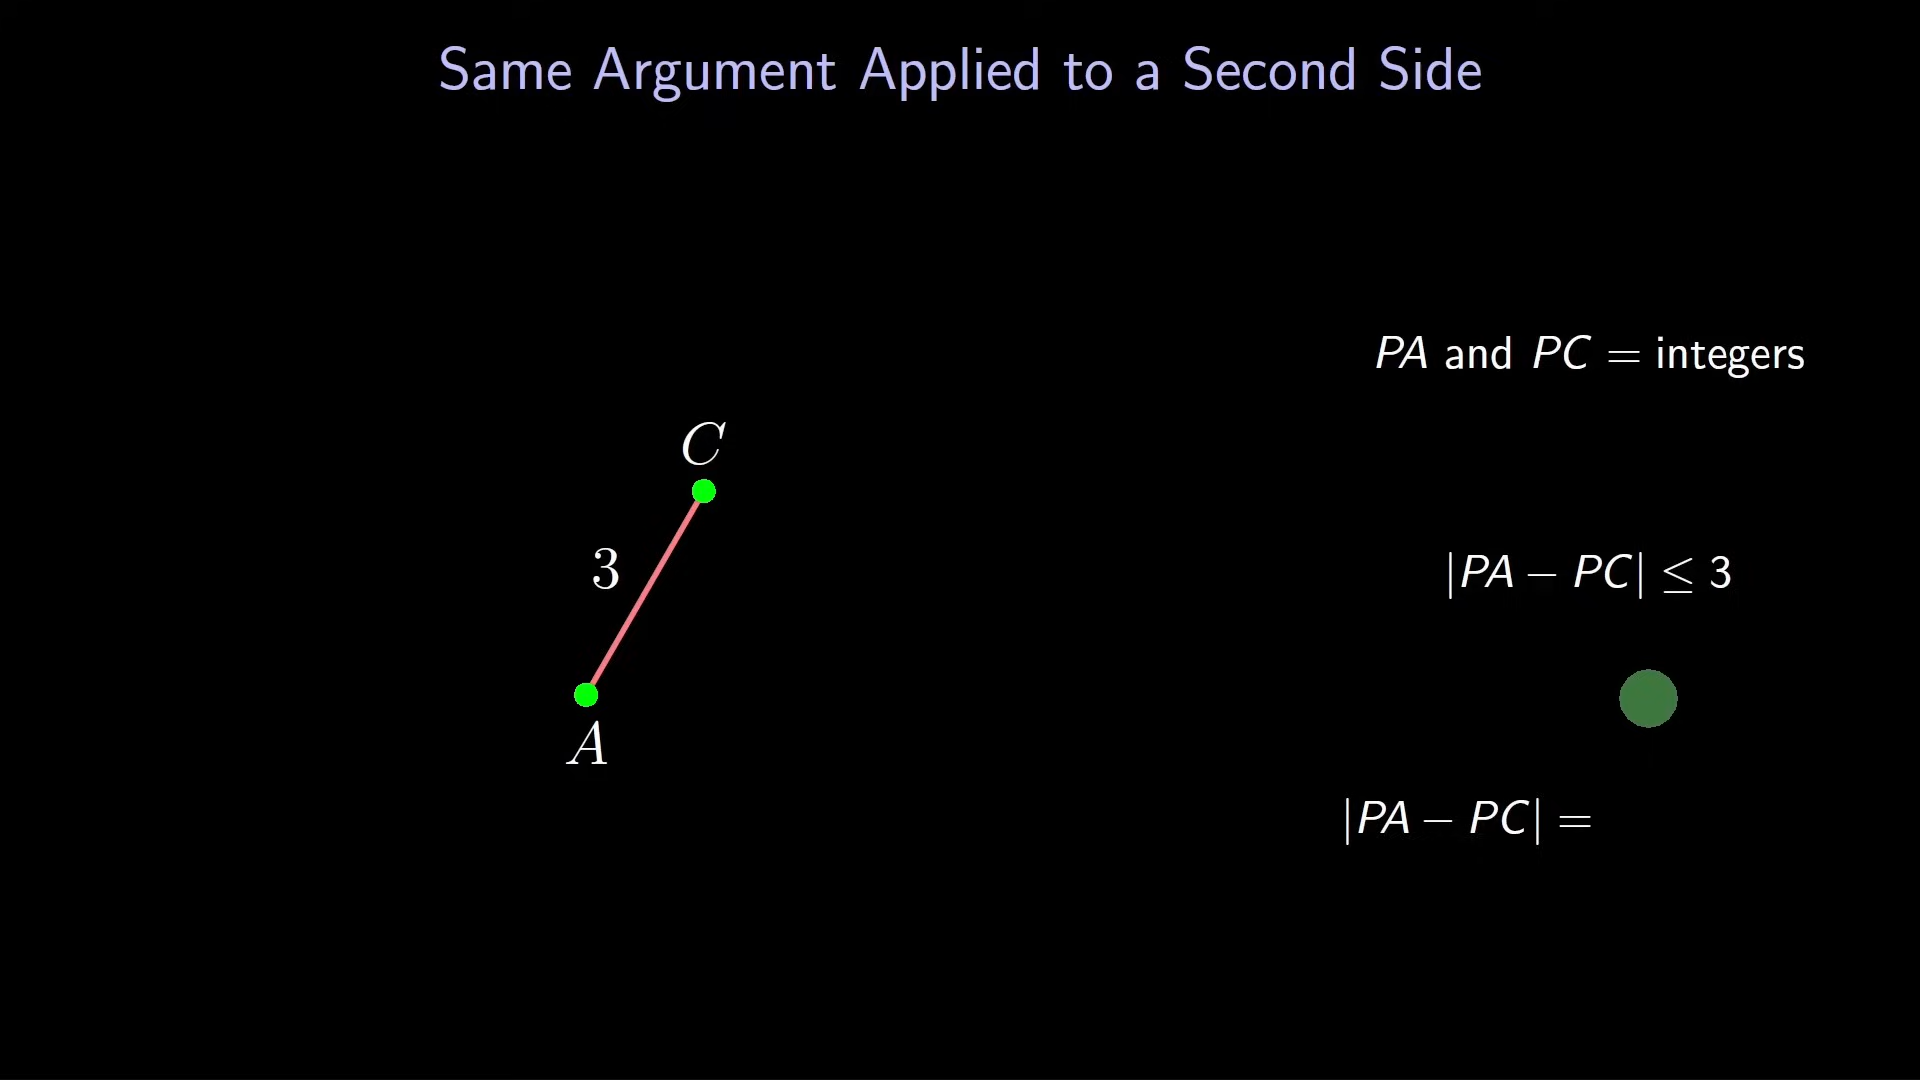 Same Argument Applied to a Second Side
PA and PC = integers
C
3
|PA − PC| ≤ 3
A
|PA − PC| =